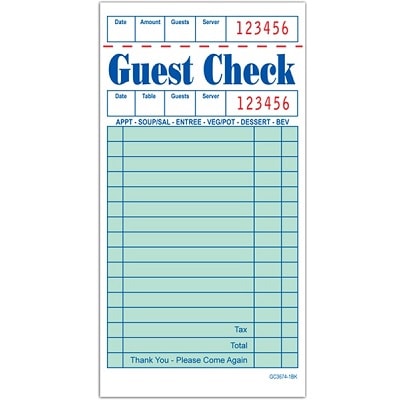 Date Amount Guests Server 123456
Guest Check
Date Table Guests Server 123456
APPT - SOUP/SAL - ENTREE - VEG/POT - DESSERT - BEV
Tax
Total
Thank You - Please Come Again
GC3674-1BK